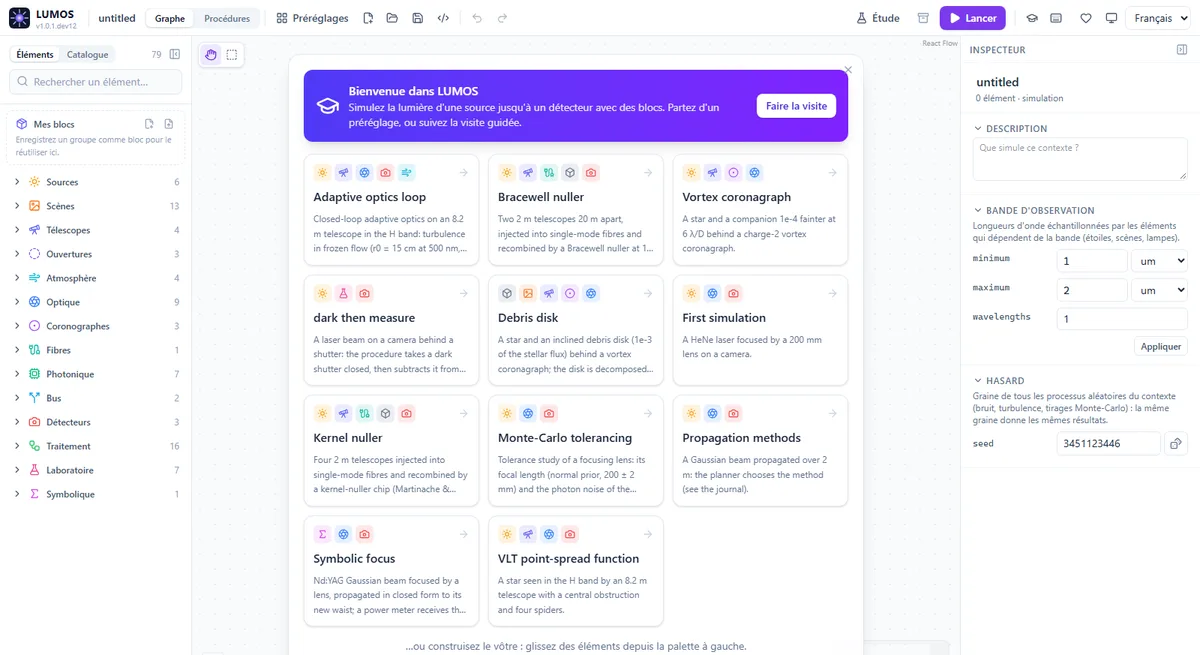 LUMOS
v1.0.1.dev12
untitled
Graphe
Procédures
Préréglages
Étude
Lancer
Français
Éléments
Catalogue
79
Rechercher un élément...
Mes blocs
Enregistrez un groupe comme bloc pour le
réutiliser ici.
Sources 6
Scènes 13
Télescopes 4
Ouvertures 3
Atmosphère 4
Optique 9
Coronographes 3
Fibres 1
Photonique 7
Bus 2
Détecteurs 3
Traitement 16
Laboratoire 7
Symbolique 1
React Flow
Bienvenue dans LUMOS
Simulez la lumière d'une source jusqu'à un détecteur avec des blocs. Partez d'un
préréglage, ou suivez la visite guidée.
Faire la visite
Adaptive optics loop
Closed-loop adaptive optics on an 8.2
m telescope in the H band: turbulence
in frozen flow (r0 = 15 cm at 500 nm,...
Bracewell nuller
Two 2 m telescopes 20 m apart,
injected into single-mode fibres and
recombined by a Bracewell nuller at 1...
Vortex coronagraph
A star and a companion 1e-4 fainter at
6 λ/D behind a charge-2 vortex
coronagraph.
dark then measure
A laser beam on a camera behind a
shutter: the procedure takes a dark
shutter closed, then subtracts it from...
Debris disk
A star and an inclined debris disk (1e-3
of the stellar flux) behind a vortex
coronagraph; the disk is decomposed...
First simulation
A HeNe laser focused by a 200 mm
lens on a camera.
Kernel nuller
Four 2 m telescopes injected into
single-mode fibres and recombined by
a kernel-nuller chip (Martinache &...
Monte-Carlo tolerancing
Tolerance study of a focusing lens: its
focal length (normal prior, 200 ± 2
mm) and the photon noise of the...
Propagation methods
A Gaussian beam propagated over 2
m: the planner chooses the method
(see the journal).
Symbolic focus
Nd:YAG Gaussian beam focused by a
lens, propagated in closed form to its
new waist; a power meter receives th...
VLT point-spread function
A star seen in the H band by an 8.2 m
telescope with a central obstruction
and four spiders.
...ou construisez le vôtre : glissez des éléments depuis la palette à gauche.
INSPECTEUR
untitled
0 élément · simulation
DESCRIPTION
Que simule ce contexte ?
BANDE D'OBSERVATION
Longueurs d'onde échantillonnées par les éléments
qui dépendent de la bande (étoiles, scènes, lampes).
minimum 1 um
maximum 2 um
wavelengths 1
Appliquer
HASARD
Graine de tous les processus aléatoires du contexte
(bruit, turbulence, tirages Monte-Carlo) : la même
graine donne les mêmes résultats.
seed 3451123446